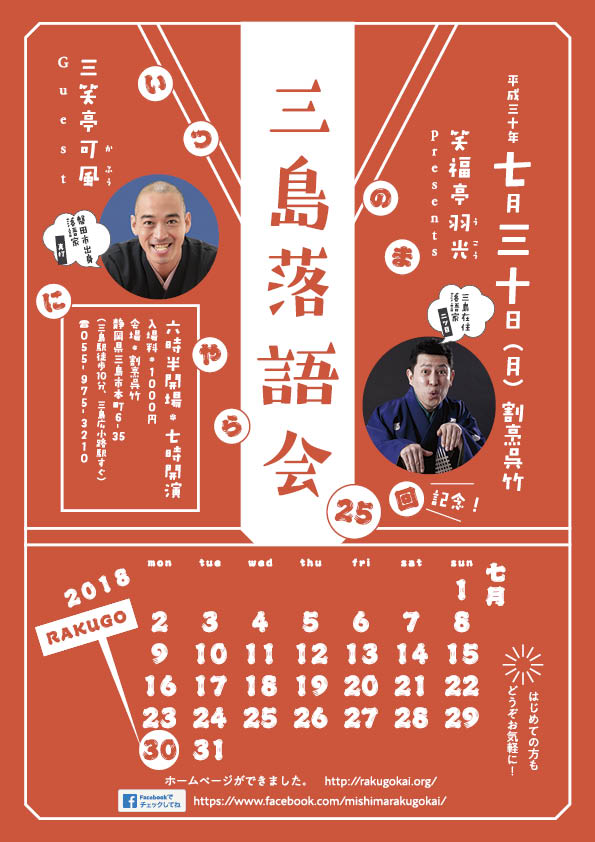 平成三十年 七月三十日(月)割烹呉竹
笑福亭羽光
うこう
presents
三島在住
落語家
二ツ目
三島落語会
いつのまにやら
25回記念!
三笑亭可風
かふう
Guest
磐田市出身
落語家
真打
六時半開場●七時開演
入場料●1000円
会場●割烹呉竹
静岡県三島市本町6-35
(三島駅徒歩10分、三島広小路駅すぐ)
☎055-975-3210
七月
2018
RAKUGO
mon tue wed thu fri sat sun
1
2 3 4 5 6 7 8
9 10 11 12 13 14 15
16 17 18 19 20 21 22
23 24 25 26 27 28 29
30 31
はじめての方も
どうぞお気軽に!
ホームページができました。 http://rakugokai.org/
Facebookで
チェックしてね
https://www.facebook.com/mishimarakugokai/